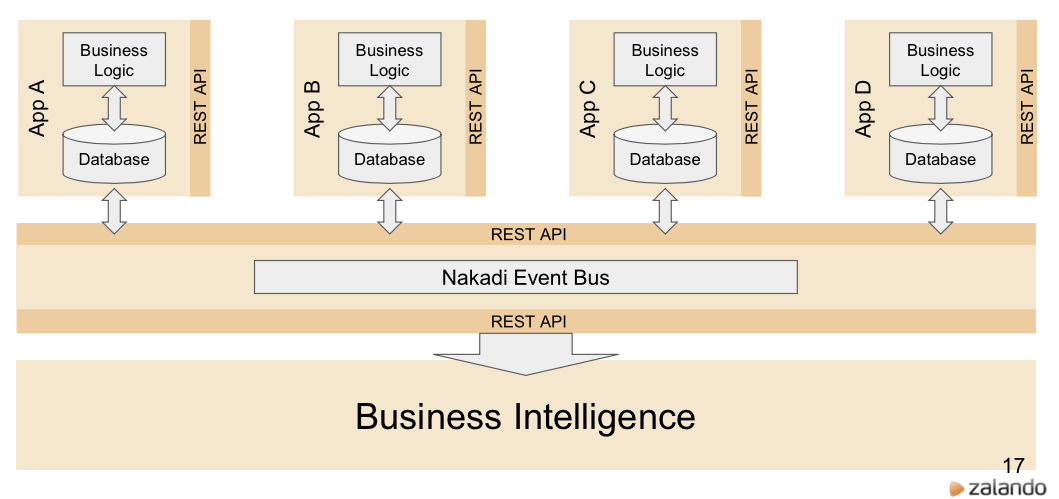 App A
Business
Logic
Database
REST API
App B
Business
Logic
Database
REST API
App C
Business
Logic
Database
REST API
App D
Business
Logic
Database
REST API
REST API
Nakadi Event Bus
REST API
Business Intelligence
17
zalando